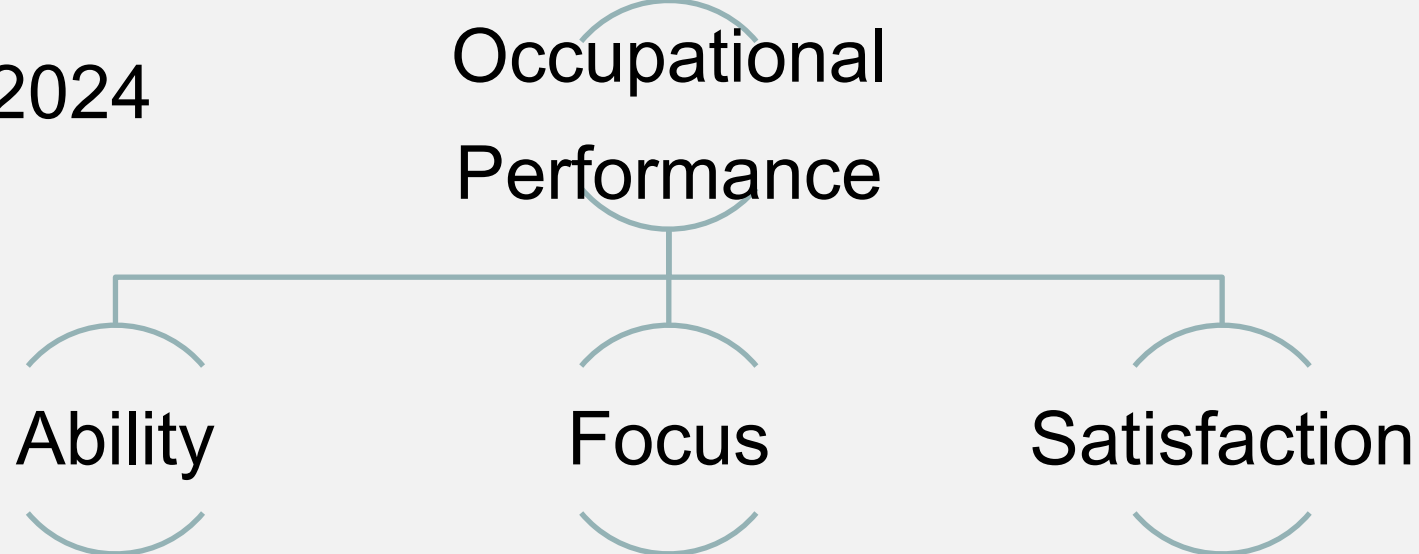 2024
Occupational
Performance
Ability
Focus
Satisfaction